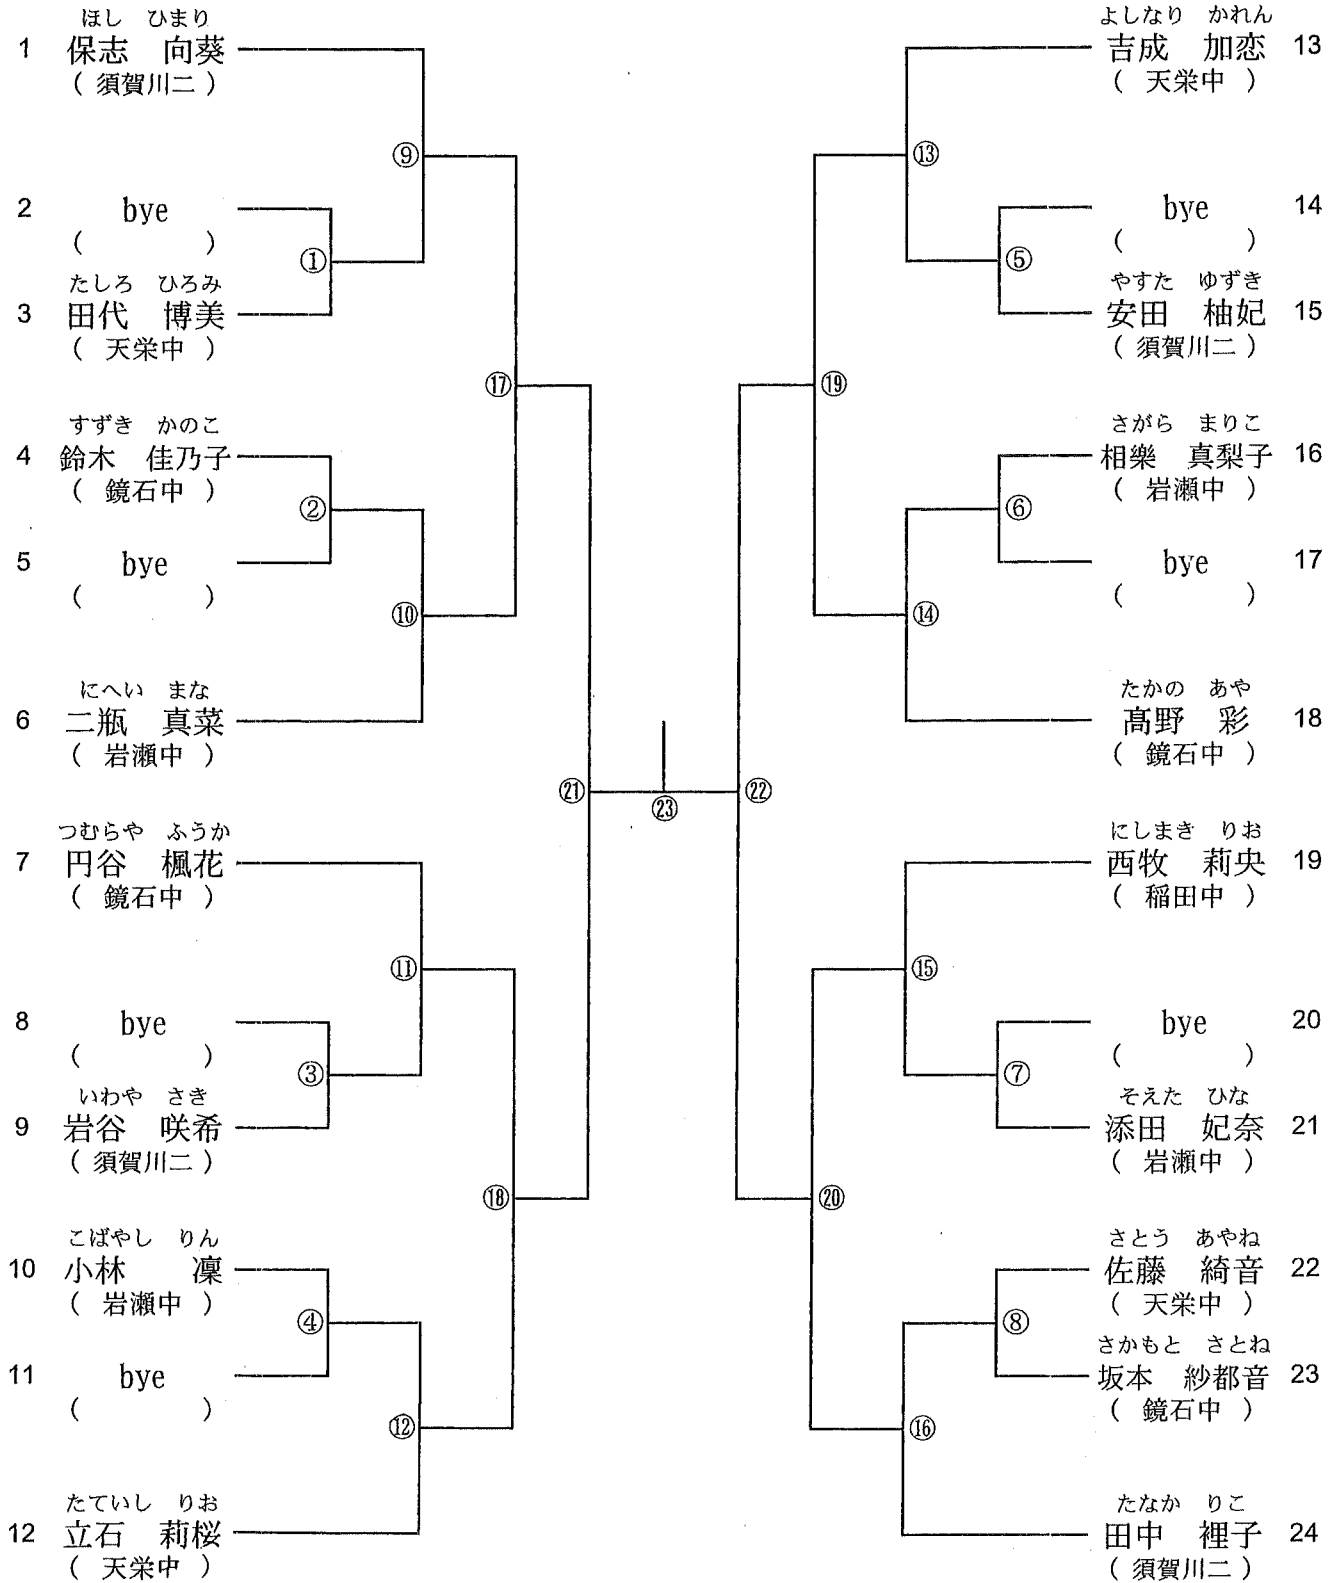 ほし ひまり
1 保志 向葵
( 須賀川二 )
⑨
2 bye
( )
①
たしろ ひろみ
3 田代 博美
( 天栄中 )
⑰
すずき かのこ
4 鈴木 佳乃子
( 鏡石中 )
②
5 bye
( )
⑩
にへい まな
6 二瓶 真菜
( 岩瀬中 )
㉑
つむらや ふうか
7 円谷 楓花
( 鏡石中 )
⑪
8 bye
( )
③
いわや さき
9 岩谷 咲希
( 須賀川二 )
⑱
こばやし りん
10 小林 凜
( 岩瀬中 )
④
11 bye
( )
⑫
たていし りお
12 立石 莉桜
( 天栄中 )
㉓
よしなり かれん
吉成 加恋 13
( 天栄中 )
⑬
bye 14
( )
⑤
やすた ゆずき
安田 柚妃 15
( 須賀川二 )
⑲
さがら まりこ
相樂 真梨子 16
( 岩瀬中 )
⑥
bye 17
( )
⑭
たかの あや
髙野 彩 18
( 鏡石中 )
㉒
にしまき りお
西牧 莉央 19
( 稲田中 )
⑮
bye 20
( )
⑦
そえた ひな
添田 妃奈 21
( 岩瀬中 )
⑳
さとう あやね
佐藤 綺音 22
( 天栄中 )
⑧
さかもと さとね
坂本 紗都音 23
( 鏡石中 )
⑯
たなか りこ
田中 裡子 24
( 須賀川二 )